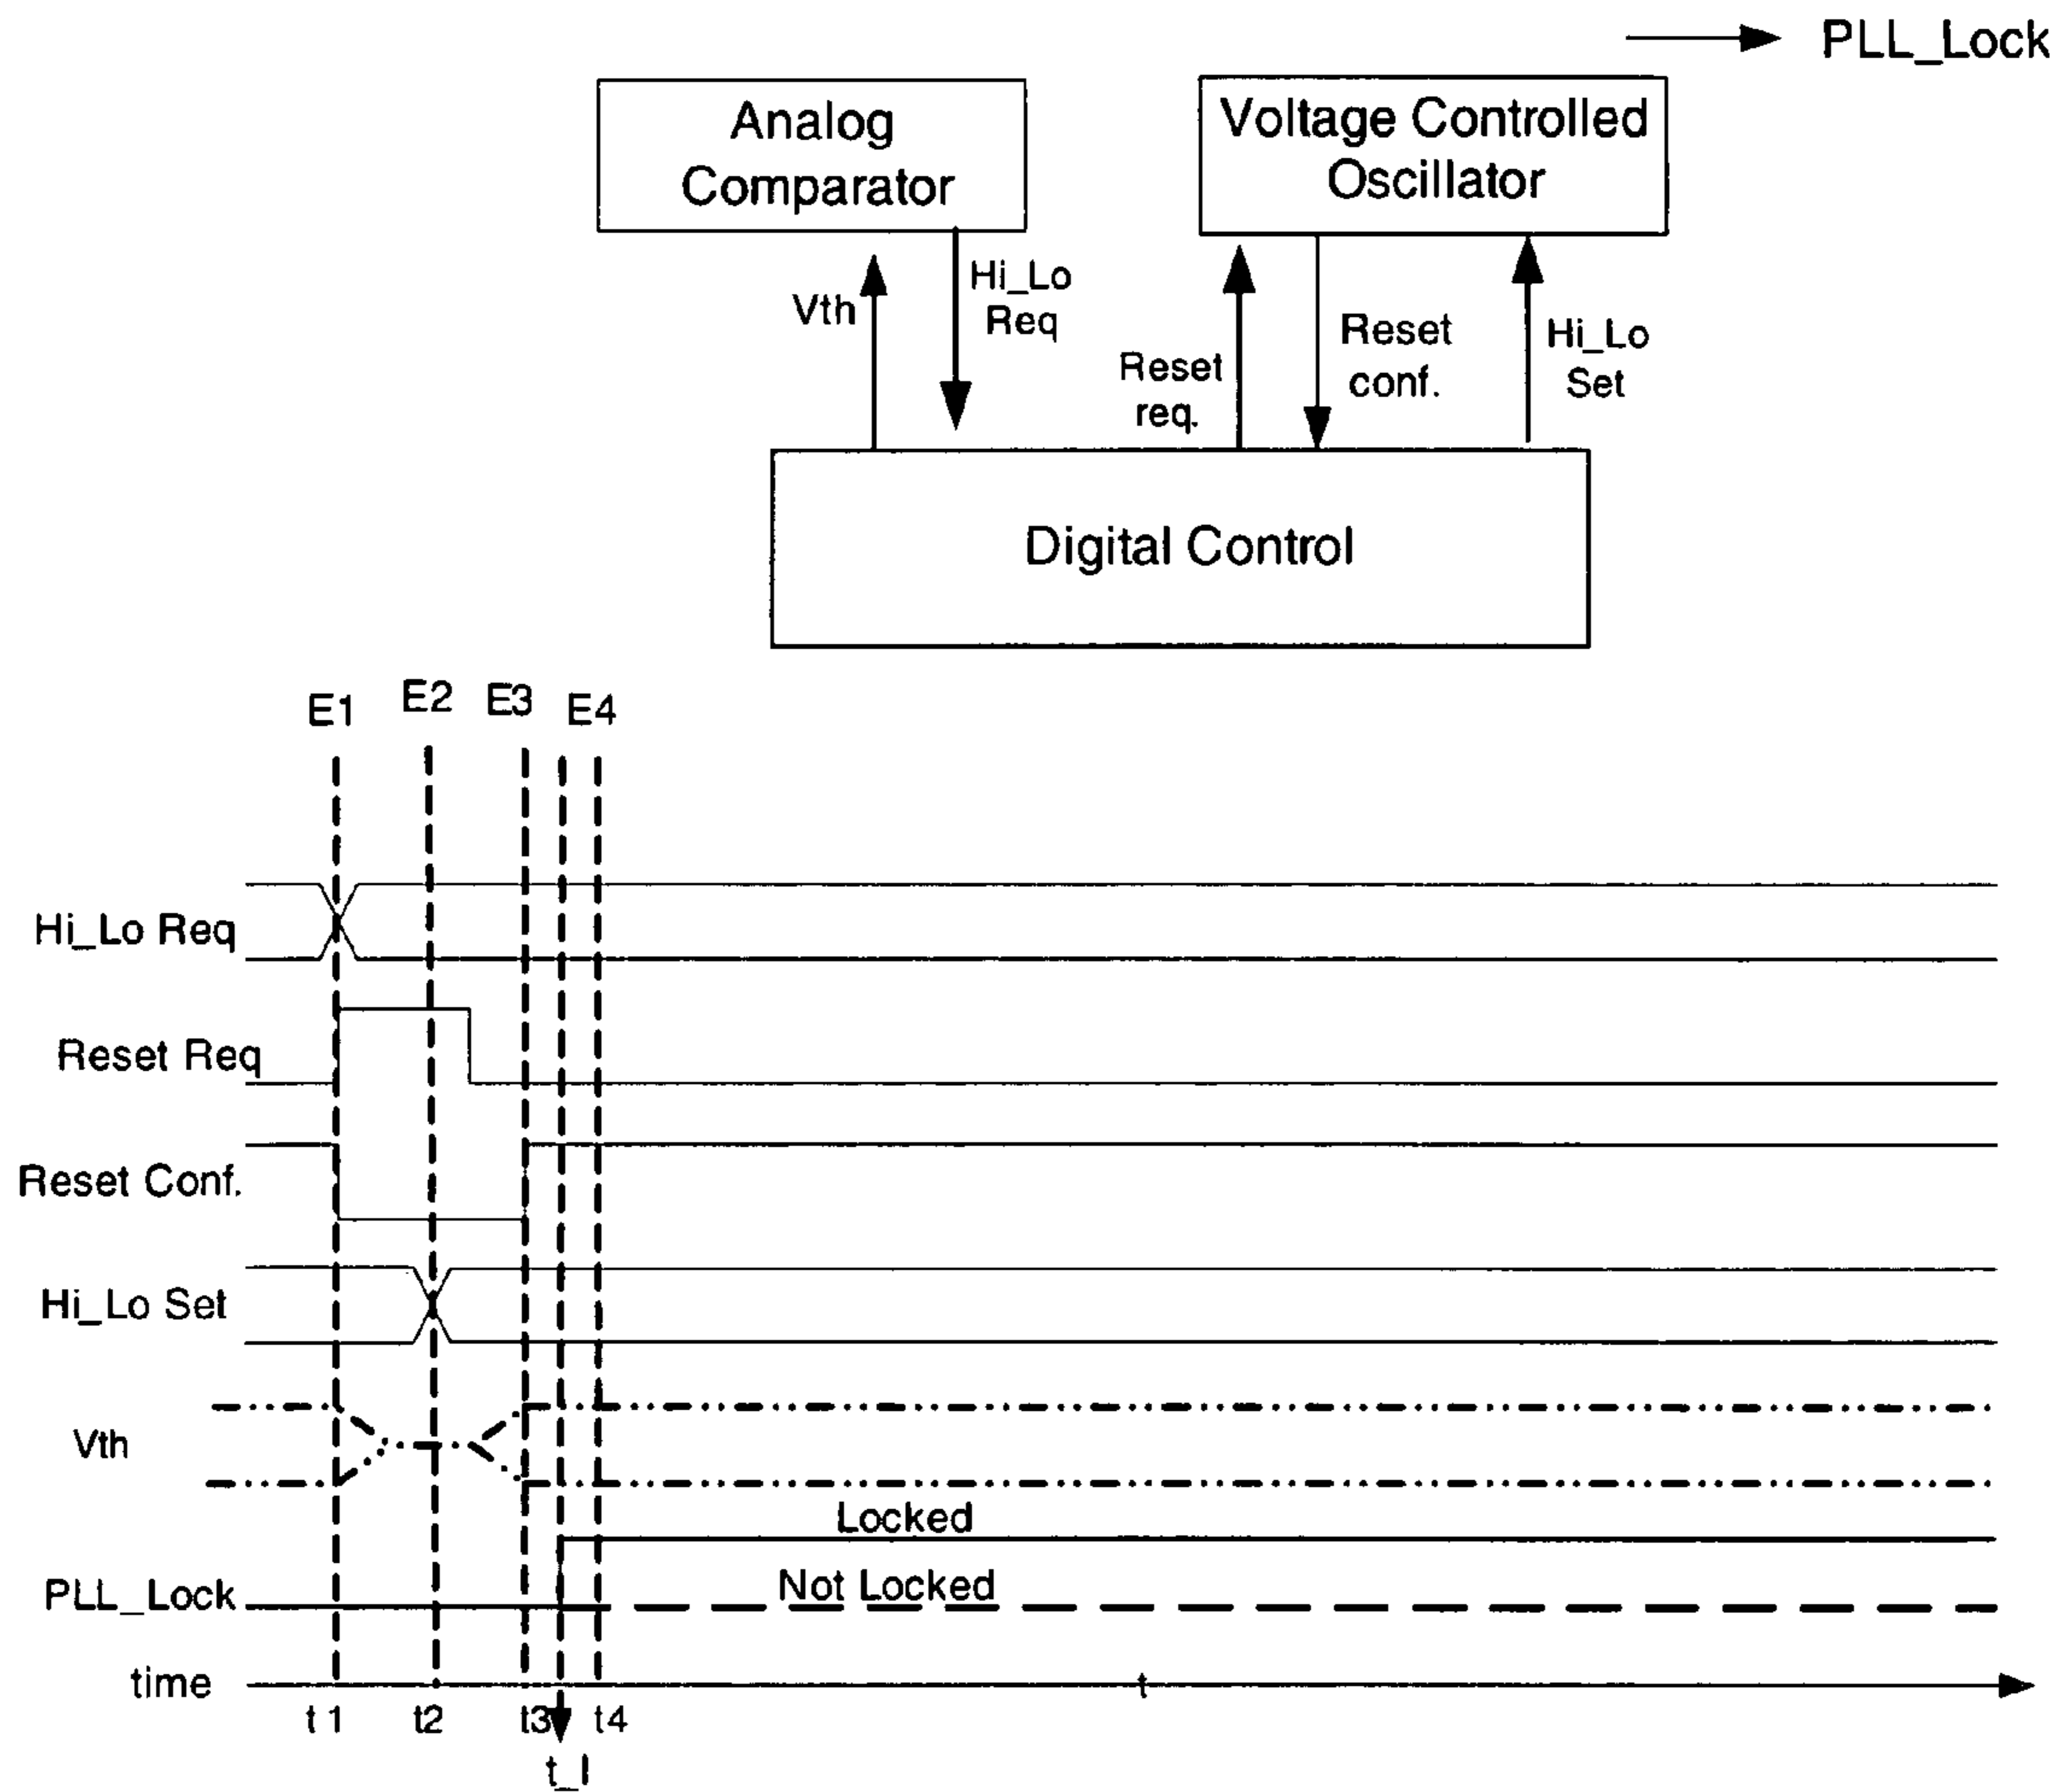 PLL_Lock
Analog
Comparator
Voltage Controlled
Oscillator
Vth
Hi_Lo
Req
Reset
req.
Reset
conf.
Hi_Lo
Set
Digital Control
E1
E2
E3
E4
Hi_Lo Req
Reset Req
Reset Conf.
Hi_Lo Set
Vth
Locked
Not Locked
PLL_Lock
time
t
t1
t2
t3
t4
t_l